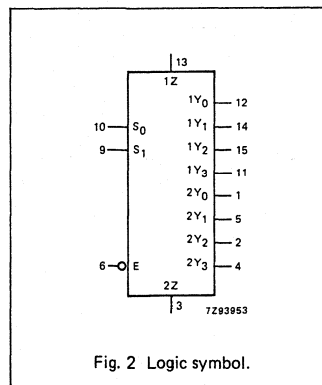 13
1Z
1Y0 12
10 S0 1Y1 14
9 S1 1Y2 15
1Y3 11
2Y0 1
2Y1 5
2Y2 2
6 E 2Y3 4
2Z
3 7Z93953
Fig. 2 Logic symbol.